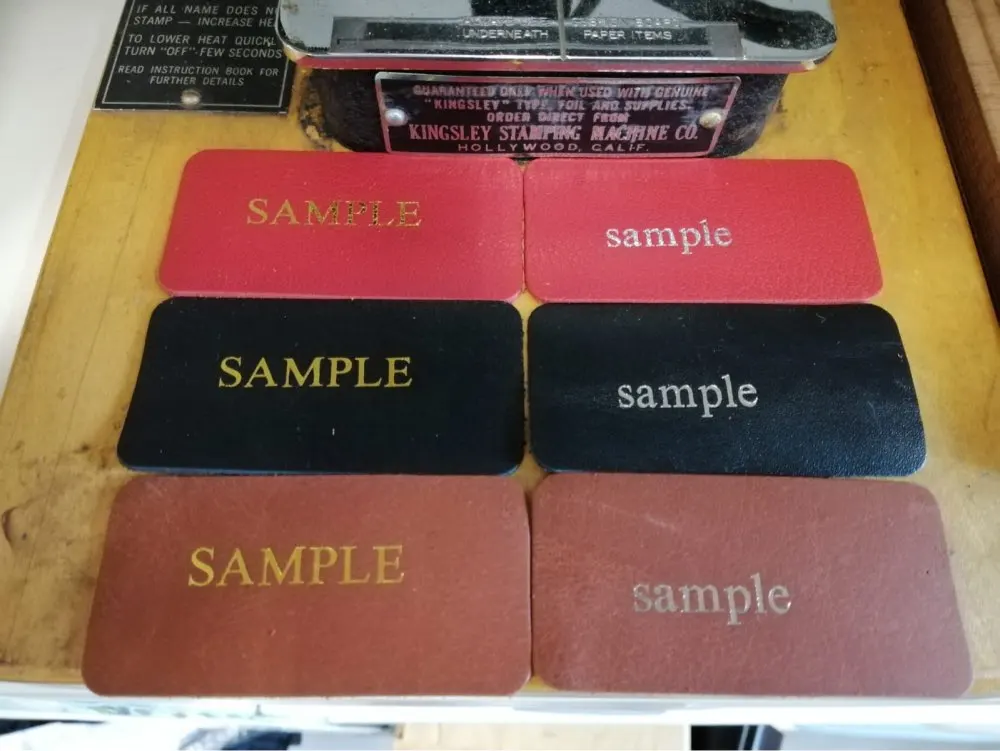 IF ALL NAME DOES N
STAMP — INCREASE HE
TO LOWER HEAT QUICKL
TURN "OFF" FEW SECONDS
READ INSTRUCTION BOOK FOR
FURTHER DETAILS
UNDERNEATH PAPER ITEMS
GUARANTEED ONLY WHEN USED WITH GENUINE
"KINGSLEY" TYPE, FOIL AND SUPPLIES.
ORDER DIRECT FROM
KINGSLEY STAMPING MACHINE CO.
HOLLYWOOD, CALIF.
SAMPLE
sample
SAMPLE
sample
SAMPLE
sample